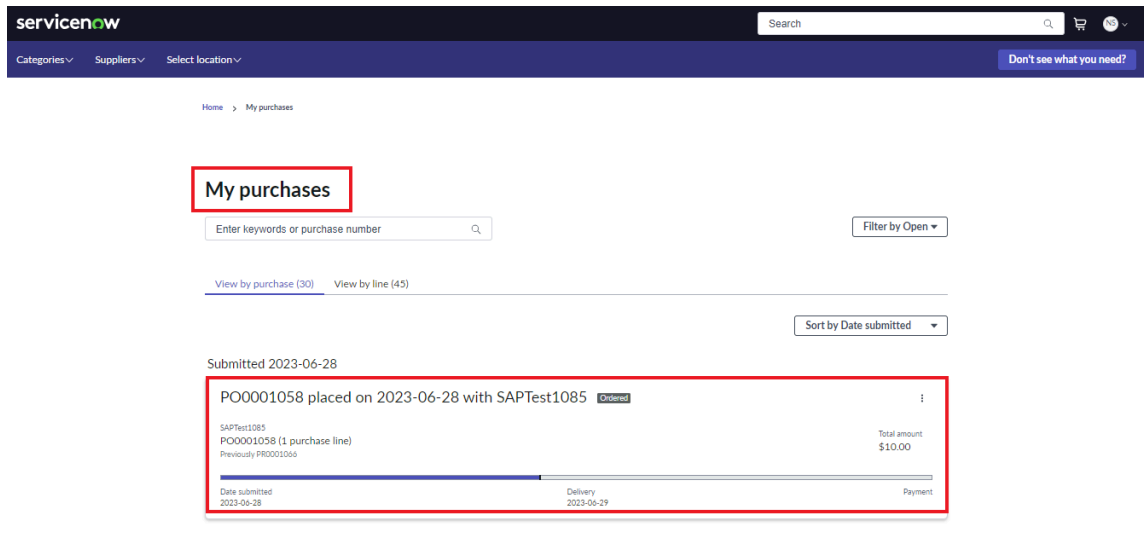 servicenow
Search
NS
Categories
Suppliers
Select location
Don't see what you need?
Home > My purchases
My purchases
Enter keywords or purchase number
Filter by Open
View by purchase (30)
View by line (45)
Sort by Date submitted
Submitted 2023-06-28
PO0001058 placed on 2023-06-28 with SAPTest1085 Ordered
SAPTest1085
PO0001058 (1 purchase line)
Previously PR0001066
Total amount
$10.00
Date submitted
2023-06-28
Delivery
2023-06-29
Payment